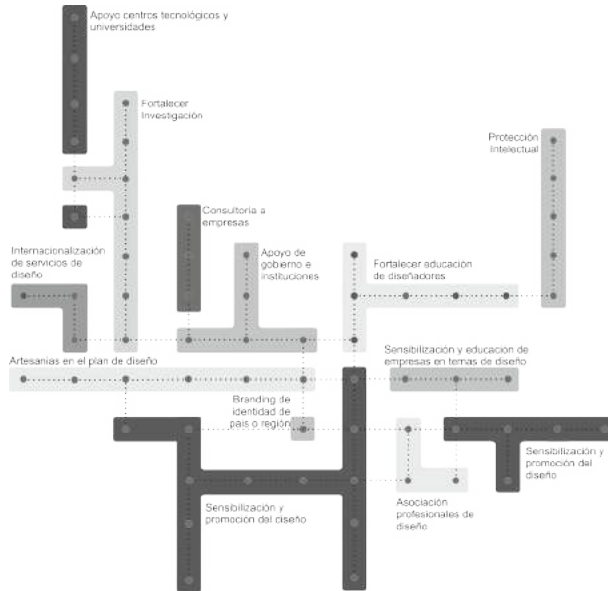 Apoyo centros tecnológicos y
universidades
Fortalecer
Investigación
Protección
Intelectual
Consultoría a
empresas
Internacionalización
de servicios de
diseño
Apoyo de
gobierno e
instituciones
Fortalecer educación
de diseñadores
Artesanias en el plan de diseño
Sensibilización y educación de
empresas en temas de diseño
Branding de
identidad de
país o región
Sensibilización y
promoción del
diseño
Sensibilización y
promoción del diseño
Asociación
profesionales de
diseño